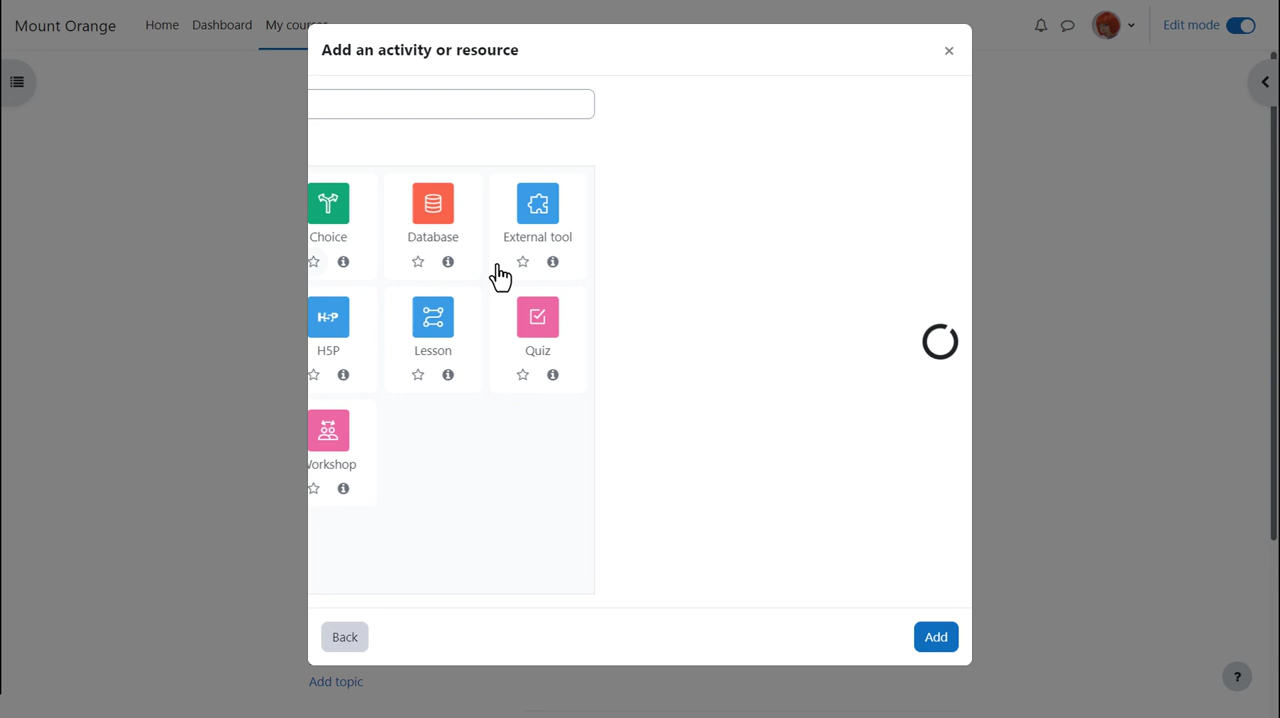 Mount Orange
Home
Dashboard
My courses
Edit mode
Add an activity or resource
Choice
Database
External tool
H5P
H5P
Lesson
Quiz
Workshop
Back
Add
Add topic
?